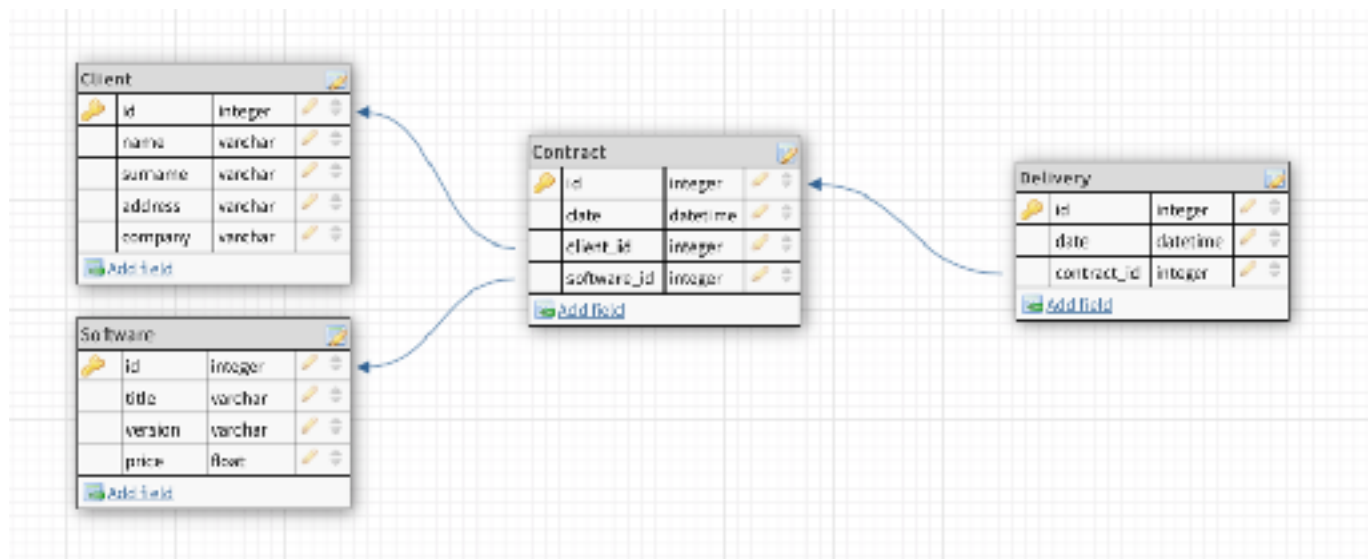 Client
id integer
name varchar
surname varchar
address varchar
company varchar
Add field
Software
id integer
title varchar
version varchar
price float
Add field
Contract
id integer
date datetime
client_id integer
software_id integer
Add field
Delivery
id integer
date datetime
contract_id integer
Add field